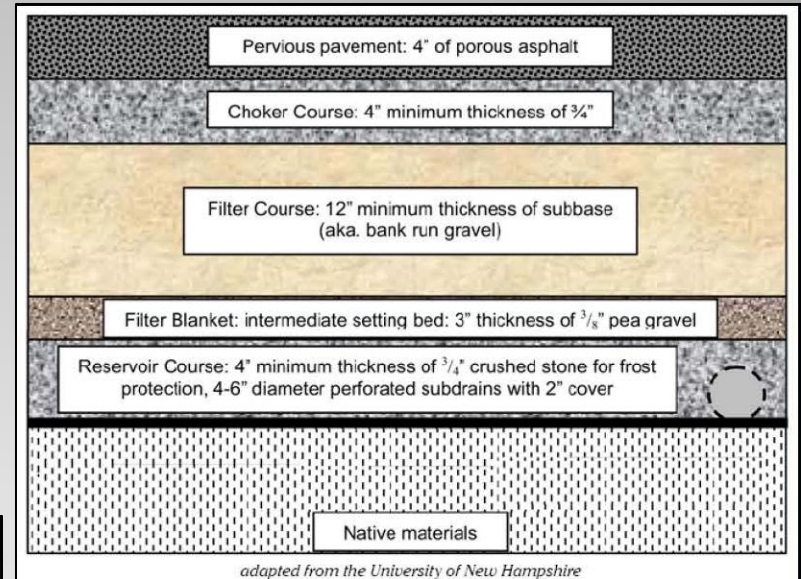 Pervious pavement: 4" of porous asphalt
Choker Course: 4" minimum thickness of ¾"
Filter Course: 12" minimum thickness of subbase
(aka. bank run gravel)
Filter Blanket: intermediate setting bed: 3" thickness of 3/8" pea gravel
Reservoir Course: 4" minimum thickness of 3/4" crushed stone for frost
protection, 4-6" diameter perforated subdrains with 2" cover
Native materials
adapted from the University of New Hampshire